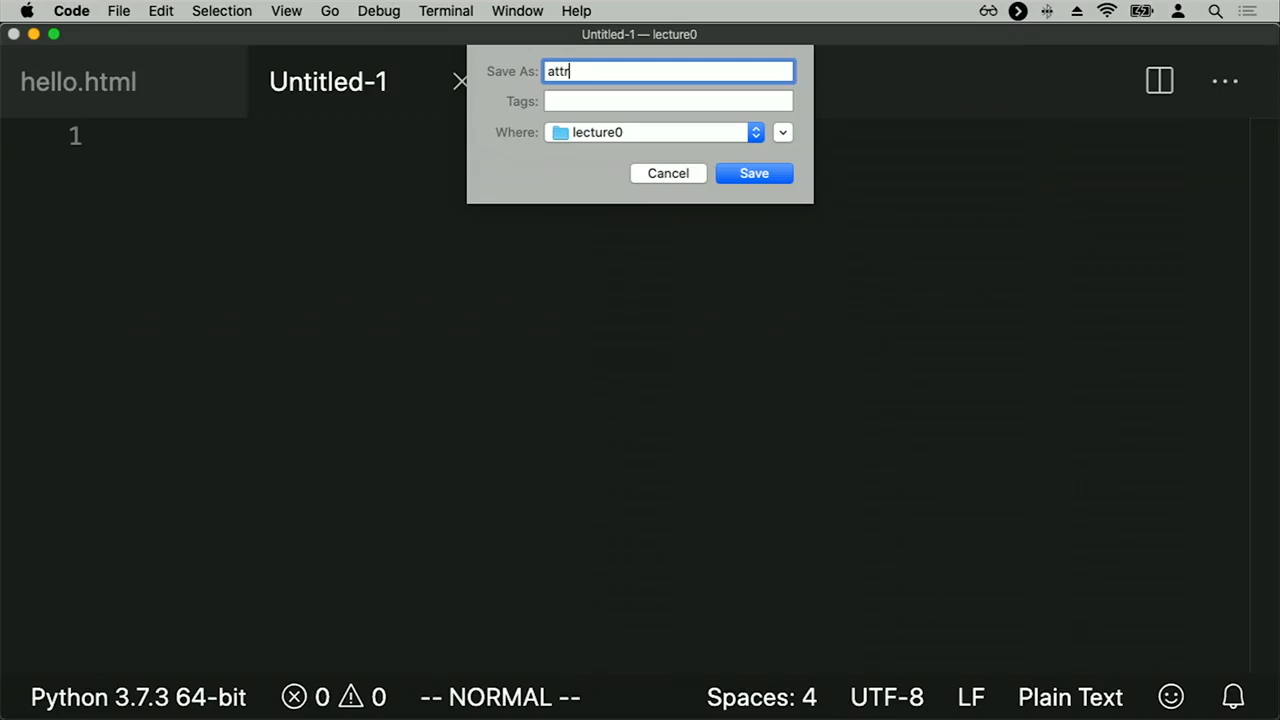 Code File Edit Selection View Go Debug Terminal Window Help
Untitled-1 — lecture0
hello.html Untitled-1
Save As: attr
Tags:
Where: lecture0
Cancel Save
1
Python 3.7.3 64-bit 0 0 -- NORMAL -- Spaces: 4 UTF-8 LF Plain Text